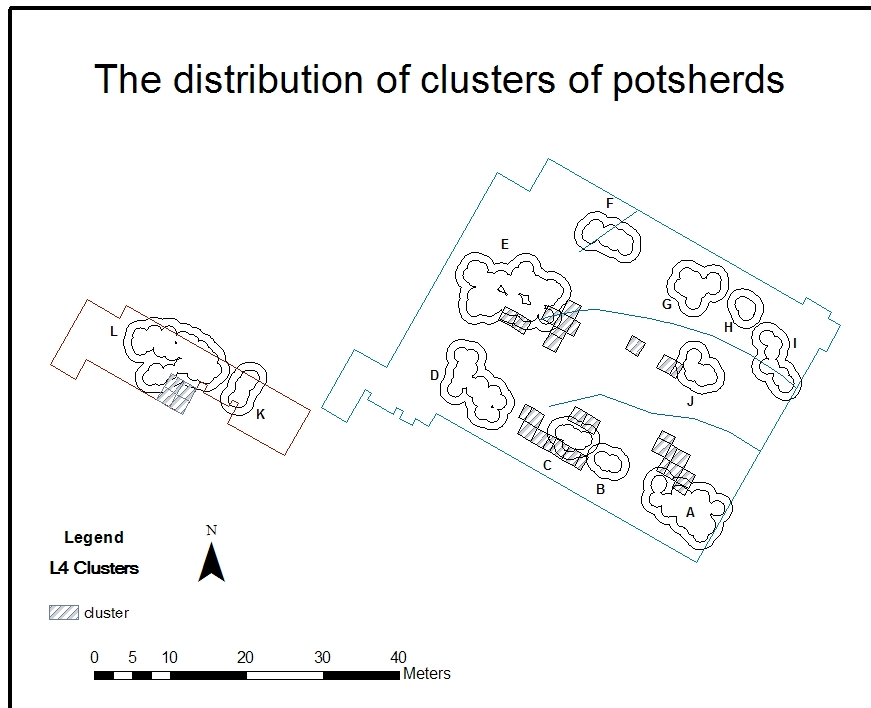 The distribution of clusters of potsherds
F
E
G
H
L
I
D
J
K
C
B
A
Legend
N
L4 Clusters
cluster
0 5 10 20 30 40
Meters